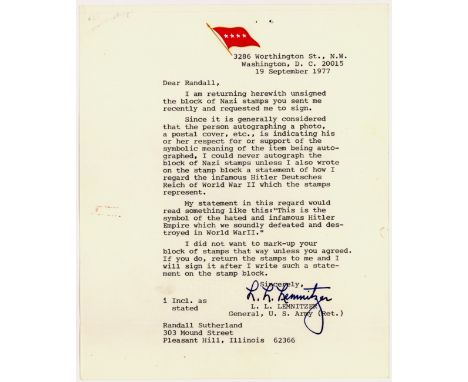 3286 Worthington St., N.W.
Washington, D. C. 20015
19 September 1977
Dear Randall,
I am returning herewith unsigned
the block of Nazi stamps you sent me
recently and requested me to sign.
Since it is generally considered
that the person autographing a photo,
a postal cover, etc., is indicating his
or her respect for or support of the
symbolic meaning of the item being auto-
graphed, I could never autograph the
block of Nazi stamps unless I also wrote
on the stamp block a statement of how I
regard the infamous Hitler Deutsches
Reich of World War II which the stamps
represent.
My statement in this regard would
read something like this:"This is the
symbol of the hated and infamous Hitler
Empire which we soundly defeated and des-
troyed in World WarII."
I did not want to mark-up your
block of stamps that way unless you agreed.
If you do, return the stamps to me and I
will sign it after I write such a state-
ment on the stamp block.
Sincerely,
L. L. Lemnitzer
1 Incl. as
stated
L. L. LEMNITZER
General, U. S. Army (Ret.)
Randall Sutherland
303 Mound Street
Pleasant Hill, Illinois 62366